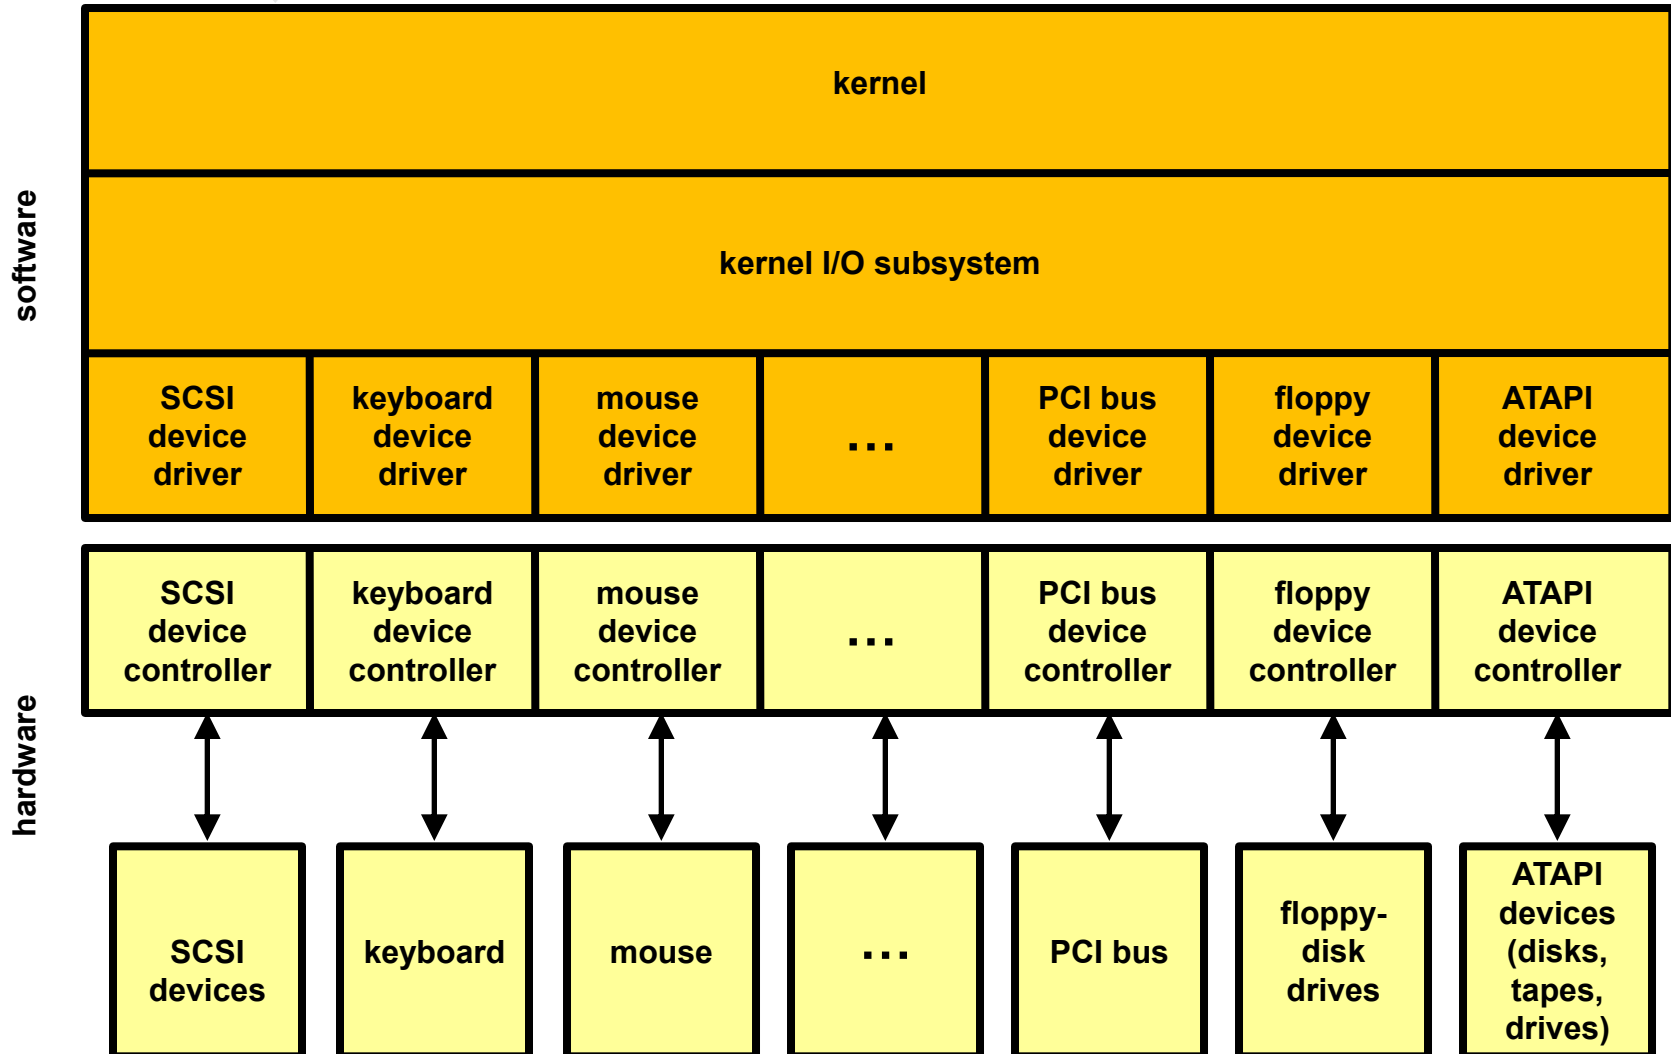 kernel
software
kernel I/O subsystem
SCSI
device
driver
keyboard
device
driver
mouse
device
driver
...
PCI bus
device
driver
floppy
device
driver
ATAPI
device
driver
SCSI
device
controller
keyboard
device
controller
mouse
device
controller
...
PCI bus
device
controller
floppy
device
controller
ATAPI
device
controller
hardware
SCSI
devices
keyboard
mouse
...
PCI bus
floppy-
disk
drives
ATAPI
devices
(disks,
tapes,
drives)